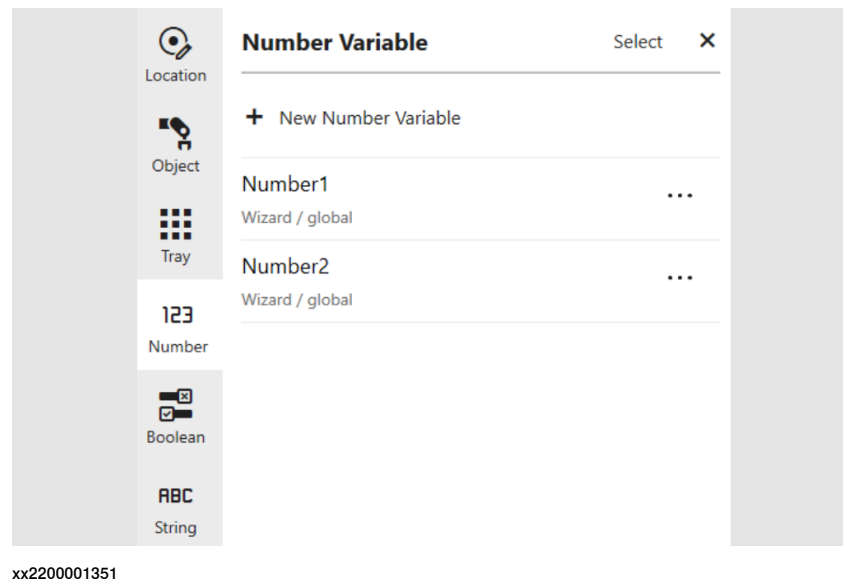 Location
Object
Tray
123
Number
Boolean
ABC
String
Number Variable
Select
New Number Variable
Number1
Wizard / global
Number2
Wizard / global
xx2200001351